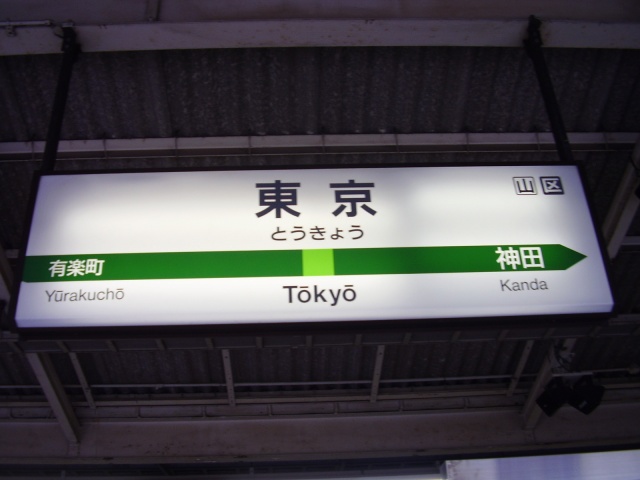 山 区
東京
とうきょう
有楽町 神田
Yūrakuchō Tōkyō Kanda